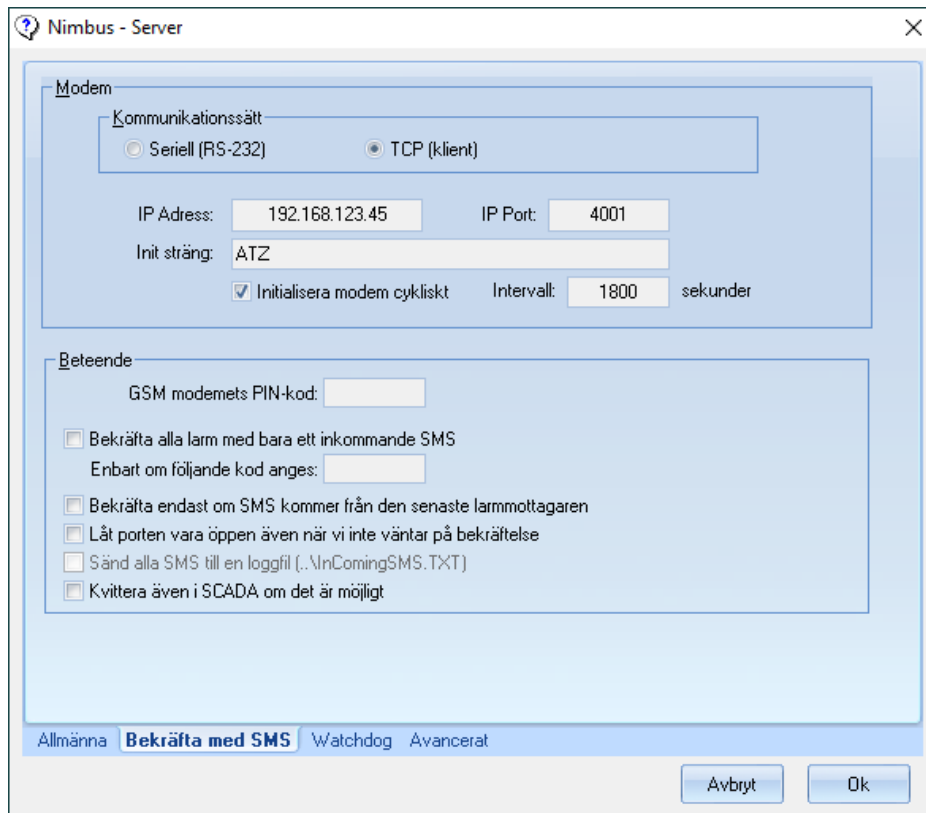 Nimbus - Server
Modem
Kommunikationssätt
Seriell (RS-232) TCP (klient)
IP Adress: 192.168.123.45 IP Port: 4001
Init sträng: ATZ
Initialisera modem cykliskt Intervall: 1800 sekunder
Beteende
GSM modemets PIN-kod:
Bekräfta alla larm med bara ett inkommande SMS
Enbart om följande kod anges:
Bekräfta endast om SMS kommer från den senaste larmmottagaren
Låt porten vara öppen även när vi inte väntar på bekräftelse
Sänd alla SMS till en loggfil (..\InComingSMS.TXT)
Kvittera även i SCADA om det är möjligt
Allmänna Bekräfta med SMS Watchdog Avancerat
Avbryt Ok